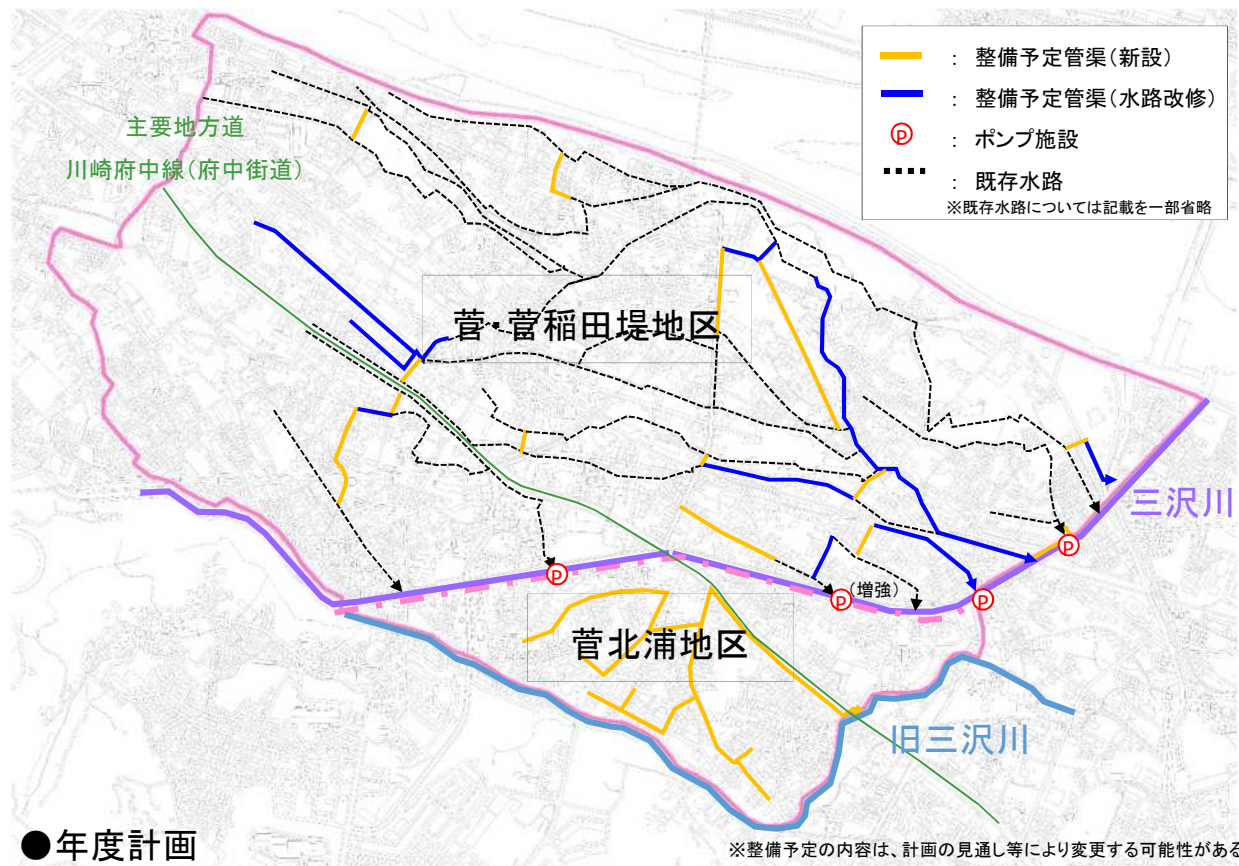 : 整備予定管渠(新設)
: 整備予定管渠(水路改修)
P : ポンプ施設
: 既存水路
※既存水路については記載を一部省略
主要地方道
川崎府中線(府中街道)
菅・菅稲田堤地区
三沢川
P
P
P
(増強)
P
菅北浦地区
旧三沢川
●年度計画
※整備予定の内容は、計画の見通し等により変更する可能性がある